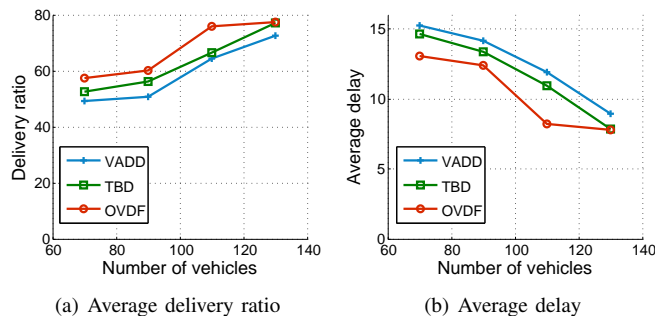 80
60
40
20
0
Delivery ratio
VADD
TBD
OVDF
60 80 100 120 140
Number of vehicles
(a) Average delivery ratio
15
10
5
0
Average delay
VADD
TBD
OVDF
60 80 100 120 140
Number of vehicles
(b) Average delay